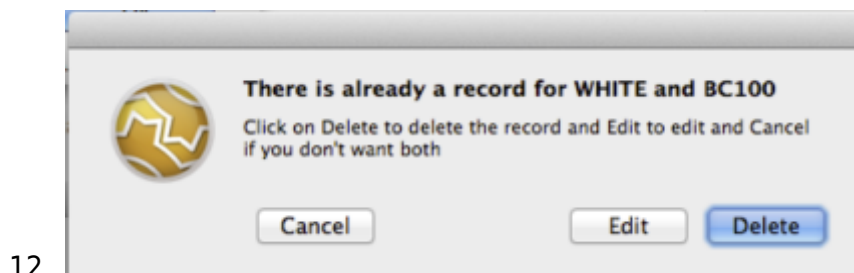 There is already a record for WHITE and BC100
Click on Delete to delete the record and Edit to edit and Cancel
if you don't want both
Cancel Edit Delete
12